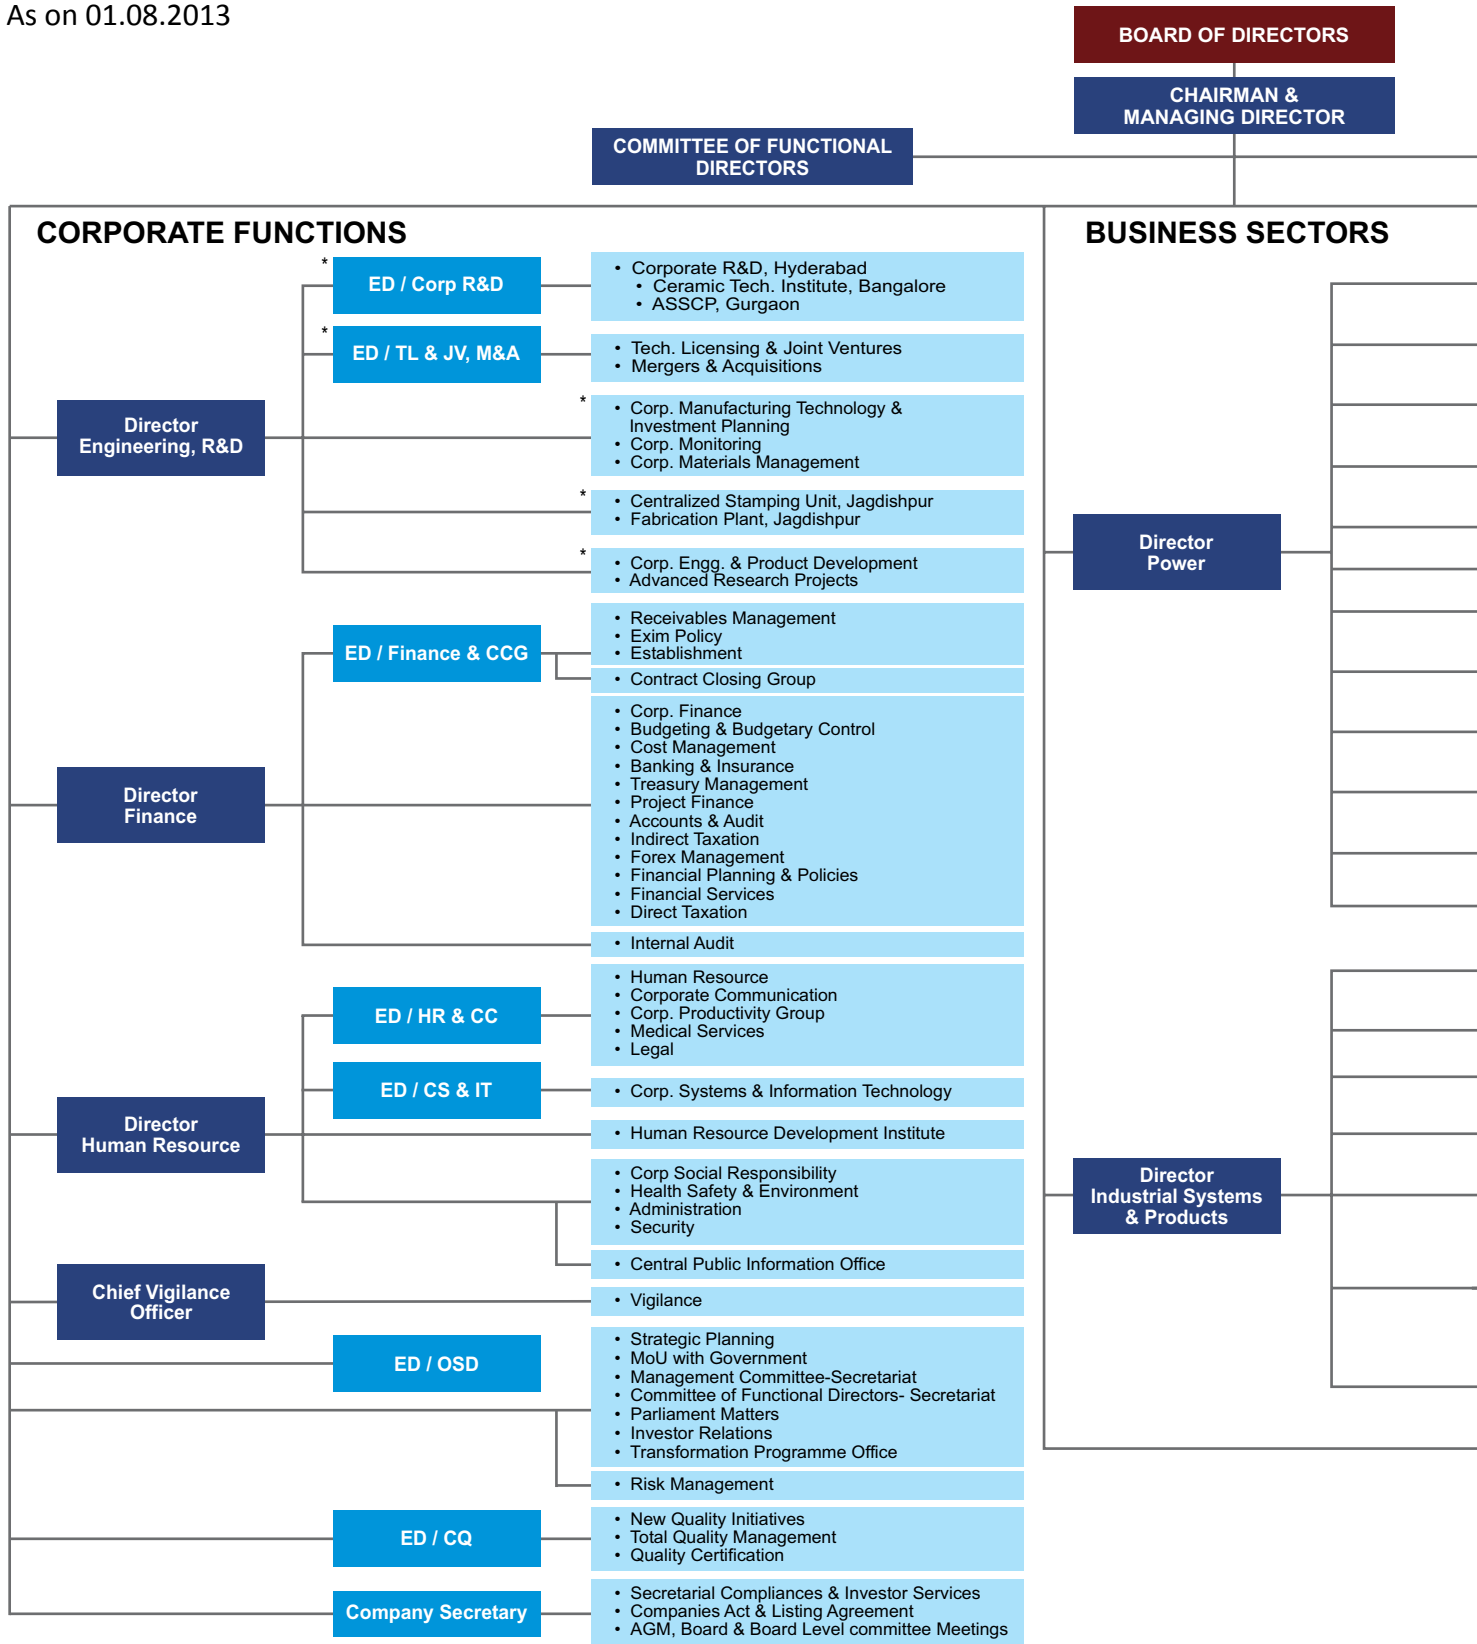 As on 01.08.2013
BOARD OF DIRECTORS
CHAIRMAN &
MANAGING DIRECTOR
COMMITTEE OF FUNCTIONAL
DIRECTORS
CORPORATE FUNCTIONS
*
ED / Corp R&D
• Corporate R&D, Hyderabad
• Ceramic Tech. Institute, Bangalore
• ASSCP, Gurgaon
*
ED / TL & JV, M&A
• Tech. Licensing & Joint Ventures
• Mergers & Acquisitions
Director
Engineering, R&D
*
• Corp. Manufacturing Technology &
Investment Planning
• Corp. Monitoring
• Corp. Materials Management
*
• Centralized Stamping Unit, Jagdishpur
• Fabrication Plant, Jagdishpur
*
• Corp. Engg. & Product Development
• Advanced Research Projects
ED / Finance & CCG
• Receivables Management
• Exim Policy
• Establishment
• Contract Closing Group
Director
Finance
• Corp. Finance
• Budgeting & Budgetary Control
• Cost Management
• Banking & Insurance
• Treasury Management
• Project Finance
• Accounts & Audit
• Indirect Taxation
• Forex Management
• Financial Planning & Policies
• Financial Services
• Direct Taxation
• Internal Audit
ED / HR & CC
• Human Resource
• Corporate Communication
• Corp. Productivity Group
• Medical Services
• Legal
ED / CS & IT
• Corp. Systems & Information Technology
Director
Human Resource
• Human Resource Development Institute
• Corp Social Responsibility
• Health Safety & Environment
• Administration
• Security
• Central Public Information Office
Chief Vigilance
Officer
• Vigilance
ED / OSD
• Strategic Planning
• MoU with Government
• Management Committee-Secretariat
• Committee of Functional Directors- Secretariat
• Parliament Matters
• Investor Relations
• Transformation Programme Office
• Risk Management
ED / CQ
• New Quality Initiatives
• Total Quality Management
• Quality Certification
Company Secretary
• Secretarial Compliances & Investor Services
• Companies Act & Listing Agreement
• AGM, Board & Board Level committee Meetings
BUSINESS SECTORS
Director
Power
Director
Industrial Systems
& Products